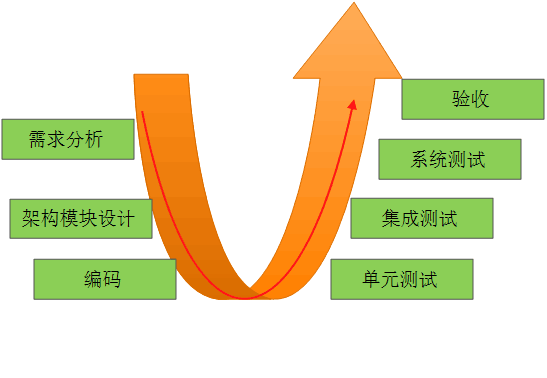 需求分析
架构模块设计
编码
验收
系统测试
集成测试
单元测试